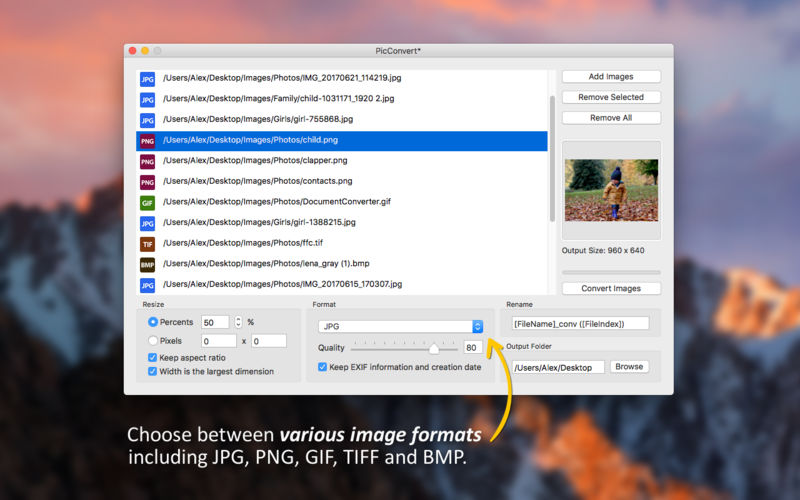 PicConvert*
JPG /Users/Alex/Desktop/Images/Photos/IMG_20170621_114219.jpg
JPG /Users/Alex/Desktop/Images/Family/child-1031171_1920 2.jpg
JPG /Users/Alex/Desktop/Images/Girls/girl-755868.jpg
PNG /Users/Alex/Desktop/Images/Photos/child.png
PNG /Users/Alex/Desktop/Images/Photos/clapper.png
PNG /Users/Alex/Desktop/Images/Photos/contacts.png
GIF /Users/Alex/Desktop/Images/Photos/DocumentConverter.gif
JPG /Users/Alex/Desktop/Images/Girls/girl-1388215.jpg
TIF /Users/Alex/Desktop/Images/Photos/ffc.tif
BMP /Users/Alex/Desktop/Images/Photos/lena_gray (1).bmp
JPG /Users/Alex/Desktop/Images/Photos/IMG_20170615_170307.jpg
Add Images
Remove Selected
Remove All
Output Size: 960 x 640
Convert Images
Resize
Percents 50 %
Pixels 0 x 0
Keep aspect ratio
Width is the largest dimension
Format
JPG
Quality 80
Keep EXIF information and creation date
Rename
[FileName]_conv ([FileIndex])
Output Folder
/Users/Alex/Desktop Browse
Choose between various image formats
including JPG, PNG, GIF, TIFF and BMP.